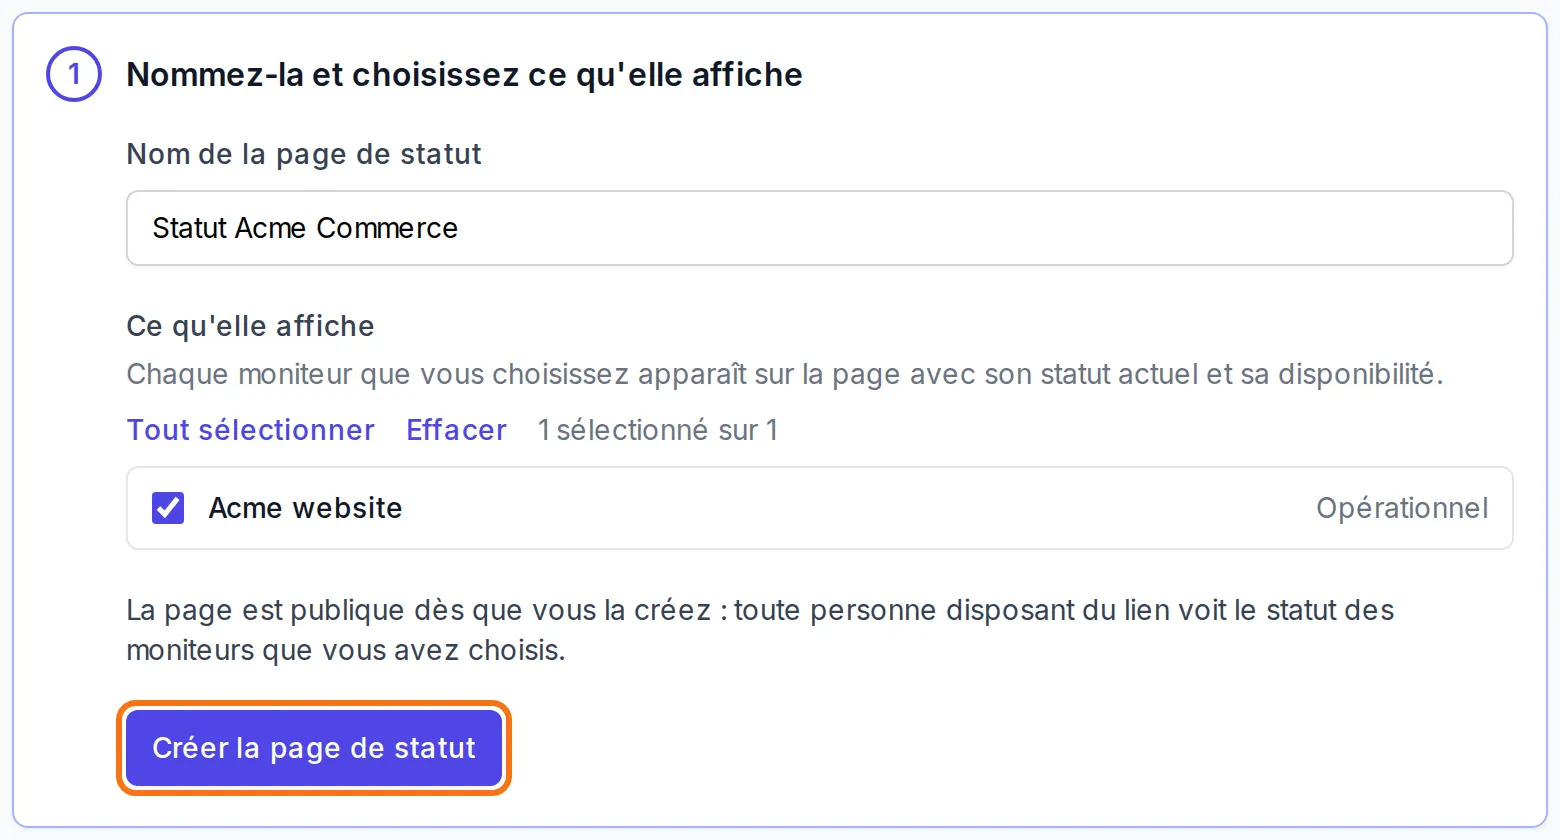 1
Nommez-la et choisissez ce qu'elle affiche
Nom de la page de statut
Statut Acme Commerce
Ce qu'elle affiche
Chaque moniteur que vous choisissez apparaît sur la page avec son statut actuel et sa disponibilité.
Tout sélectionner Effacer 1 sélectionné sur 1
Acme website Opérationnel
La page est publique dès que vous la créez : toute personne disposant du lien voit le statut des
moniteurs que vous avez choisis.
Créer la page de statut